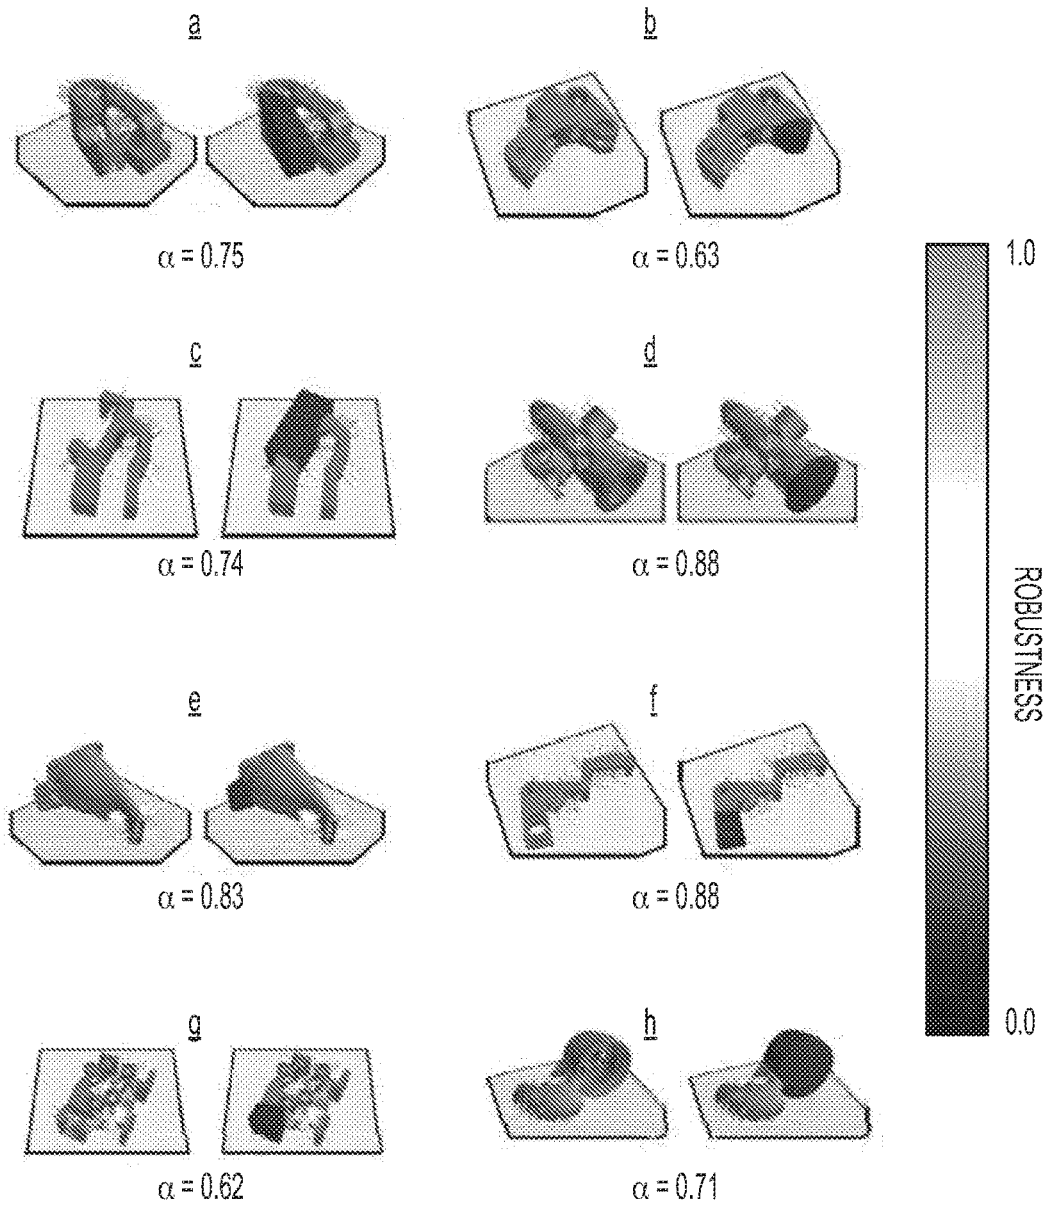 a
b
α = 0.75
α = 0.63
1.0
c
d
α = 0.74
α = 0.88
ROBUSTNESS
e
f
α = 0.83
α = 0.88
0.0
g
h
α = 0.62
α = 0.71